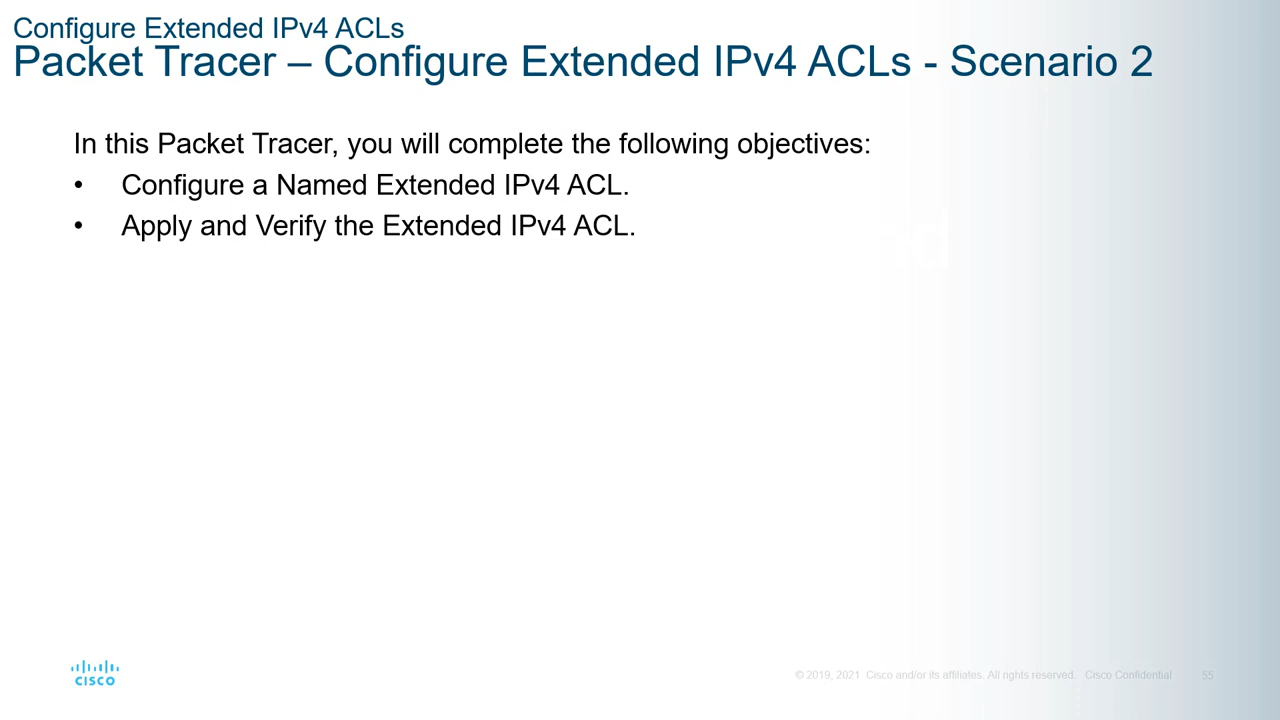 Configure Extended IPv4 ACLs
Packet Tracer – Configure Extended IPv4 ACLs - Scenario 2
In this Packet Tracer, you will complete the following objectives:
• Configure a Named Extended IPv4 ACL.
• Apply and Verify the Extended IPv4 ACL.
CISCO
© 2019, 2021 Cisco and/or its affiliates. All rights reserved. Cisco Confidential 55